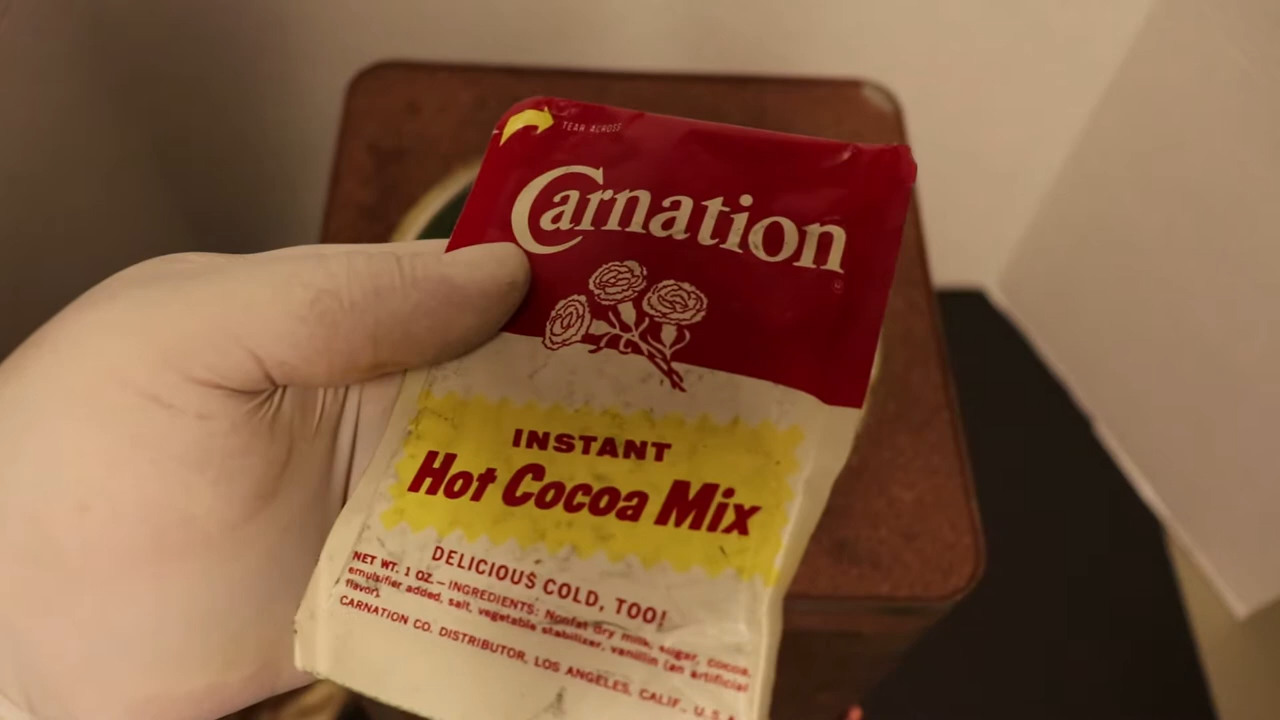 TEAR ACROSS
Carnation
INSTANT
Hot Cocoa Mix
DELICIOUS COLD, TOO!
NET WT. 1 OZ.—INGREDIENTS: Nonfat dry milk, sugar, cocoa,
emulsifier added, salt, vegetable stabilizer, vanillin (an artificial
flavor).
CARNATION CO. DISTRIBUTOR, LOS ANGELES, CALIF., U.S.A.